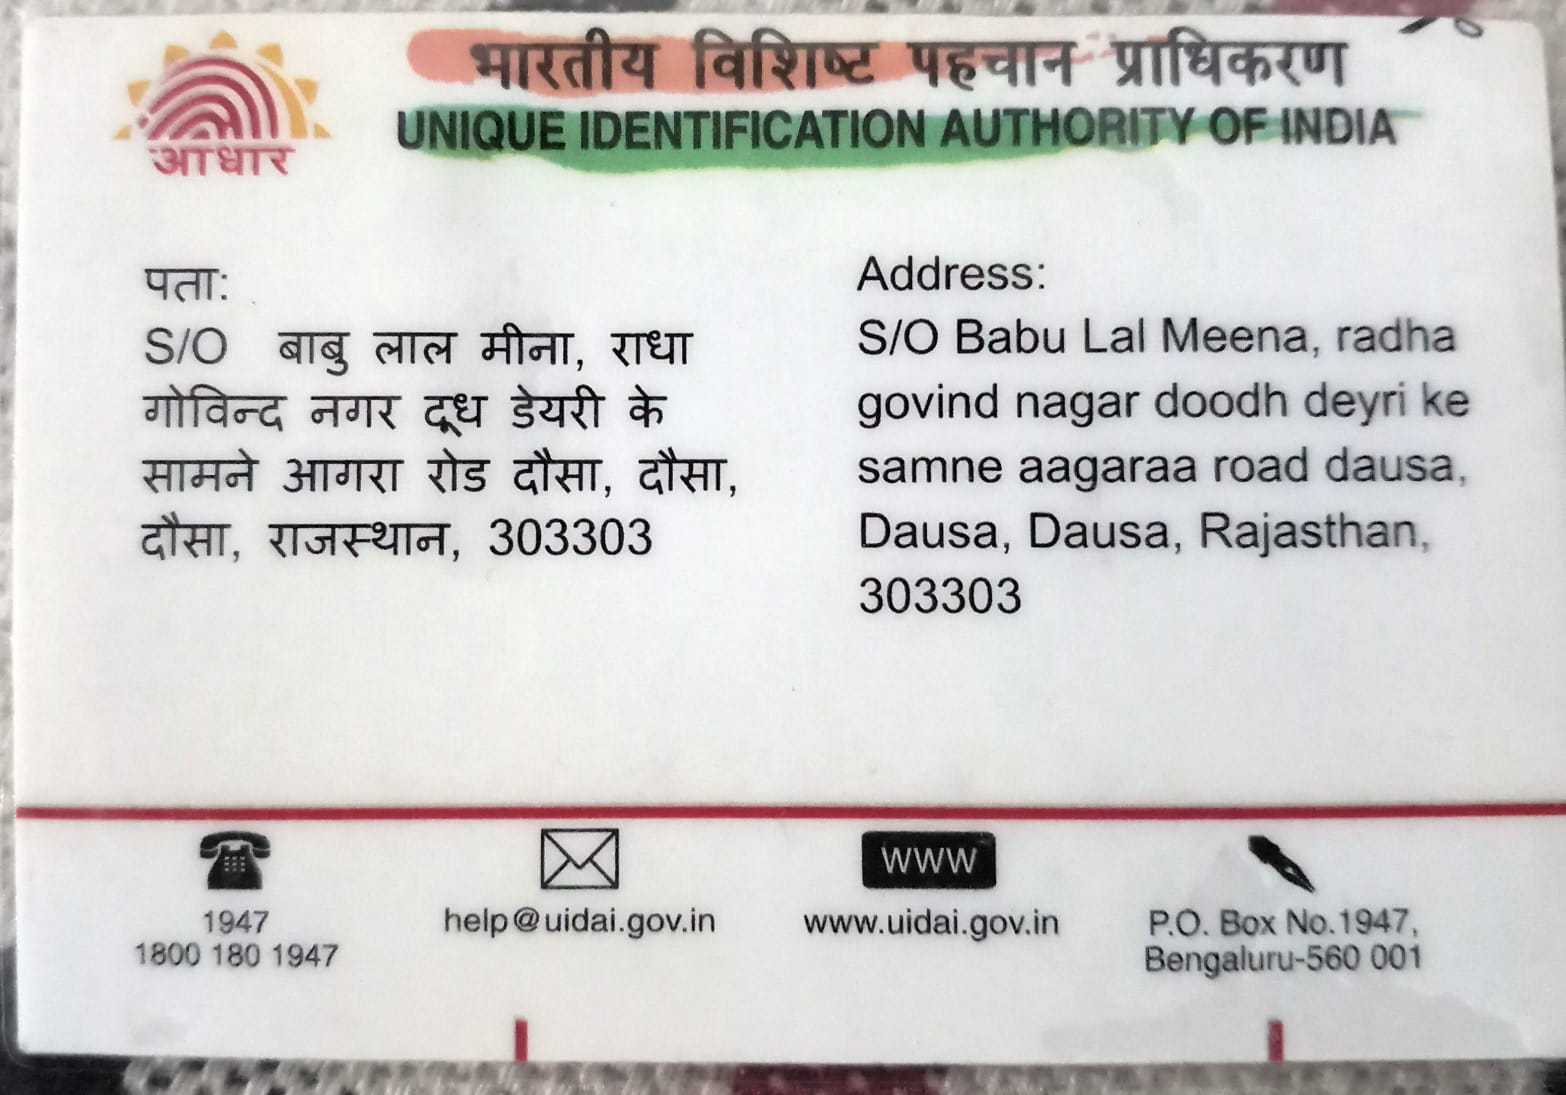 आधार
भारतीय विशिष्ट पहचान प्राधिकरण
UNIQUE IDENTIFICATION AUTHORITY OF INDIA
पता:
S/O बाबु लाल मीना, राधा
गोविन्द नगर दूध डेयरी के
सामने आगरा रोड दौसा, दौसा,
दौसा, राजस्थान, 303303
Address:
S/O Babu Lal Meena, radha
govind nagar doodh deyri ke
samne aagaraa road dausa,
Dausa, Dausa, Rajasthan,
303303
1947
1800 180 1947
help@uidai.gov.in
WWW
www.uidai.gov.in
P.O. Box No.1947,
Bengaluru-560 001